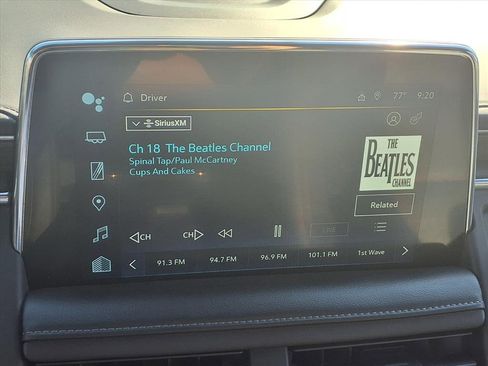 Driver
77°
9:20
SiriusXM
Ch 18 The Beatles Channel
Spinal Tap/Paul McCartney
Cups And Cakes
THE
BEATLES
CHANNEL
Related
CH
CH
LIVE
91.3 FM
94.7 FM
96.9 FM
101.1 FM
1st Wave